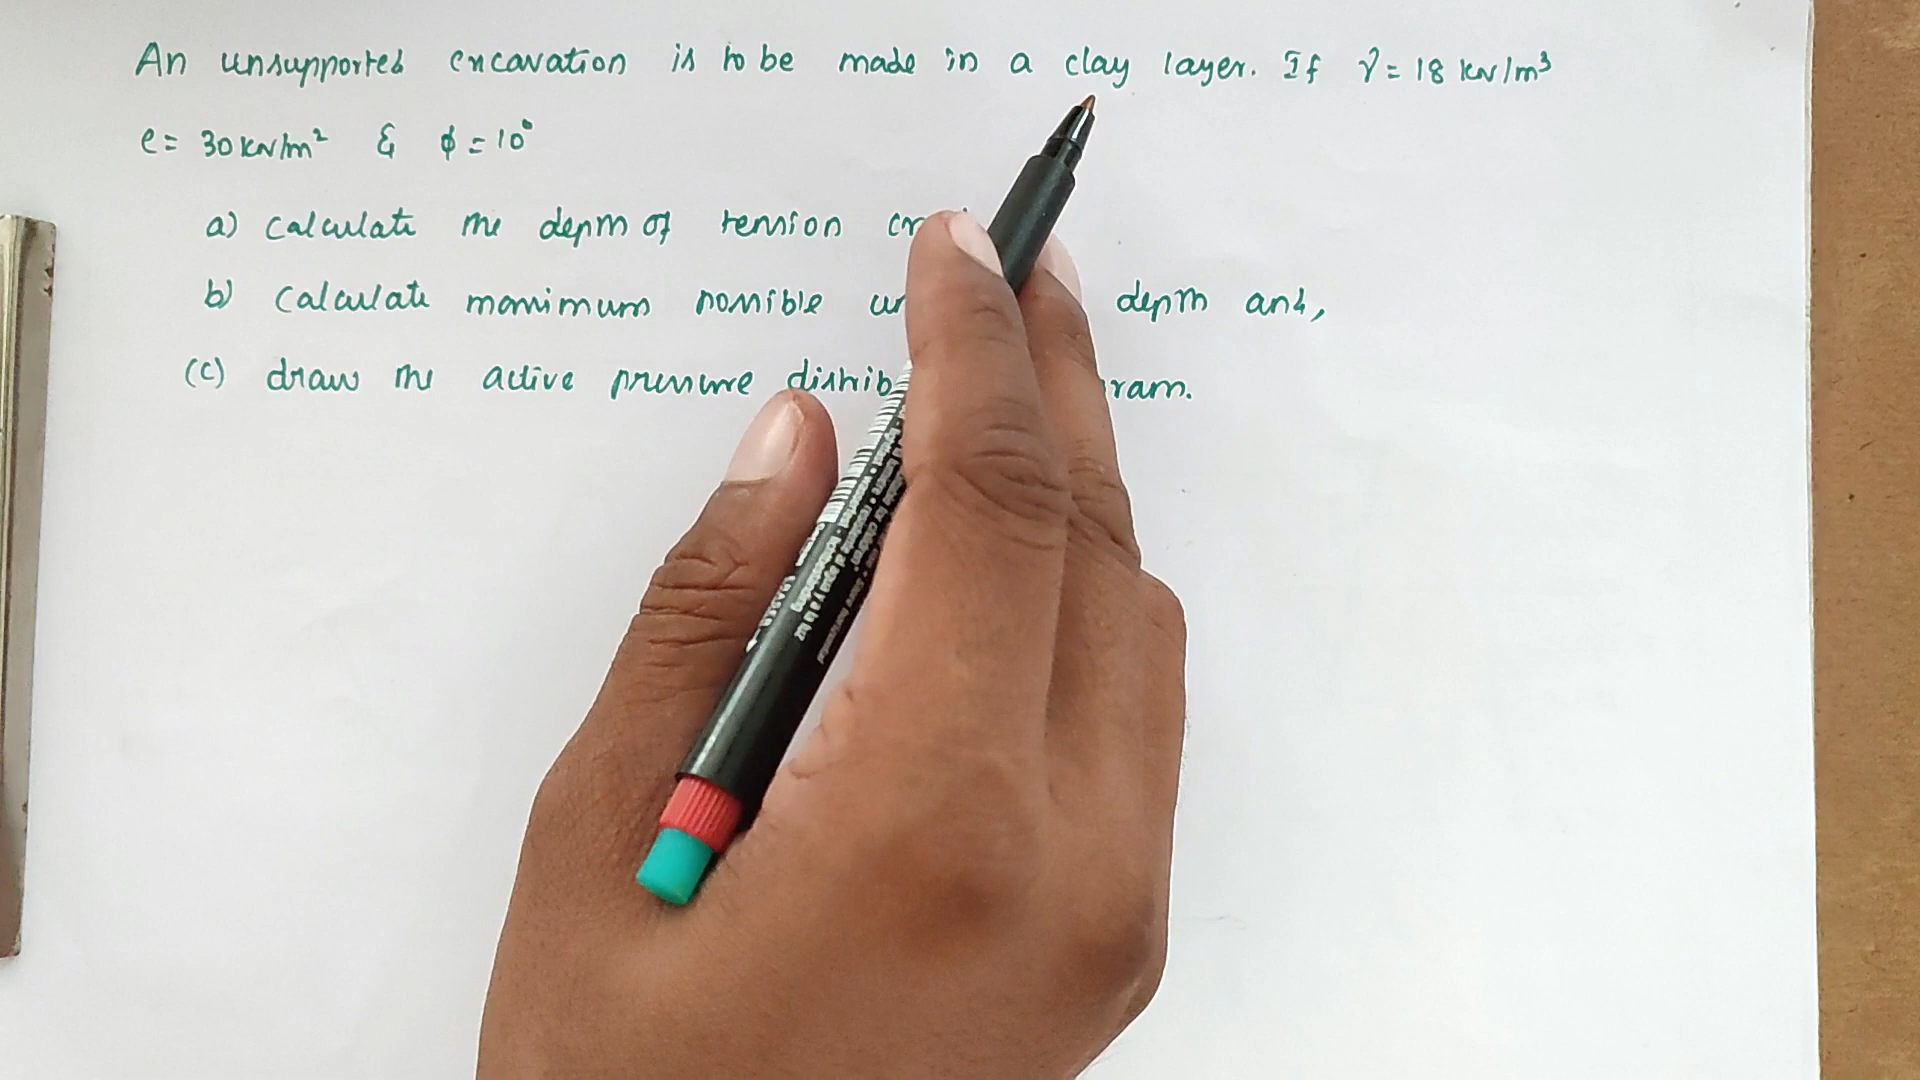 An unsupported excavation is to be made in a clay layer. If γ = 18 kN/m³
c = 30 kN/m² & ϕ = 10°
a) calculate the depth of tension
b) calculate maximum possible depth and,
(c) draw the active pressure